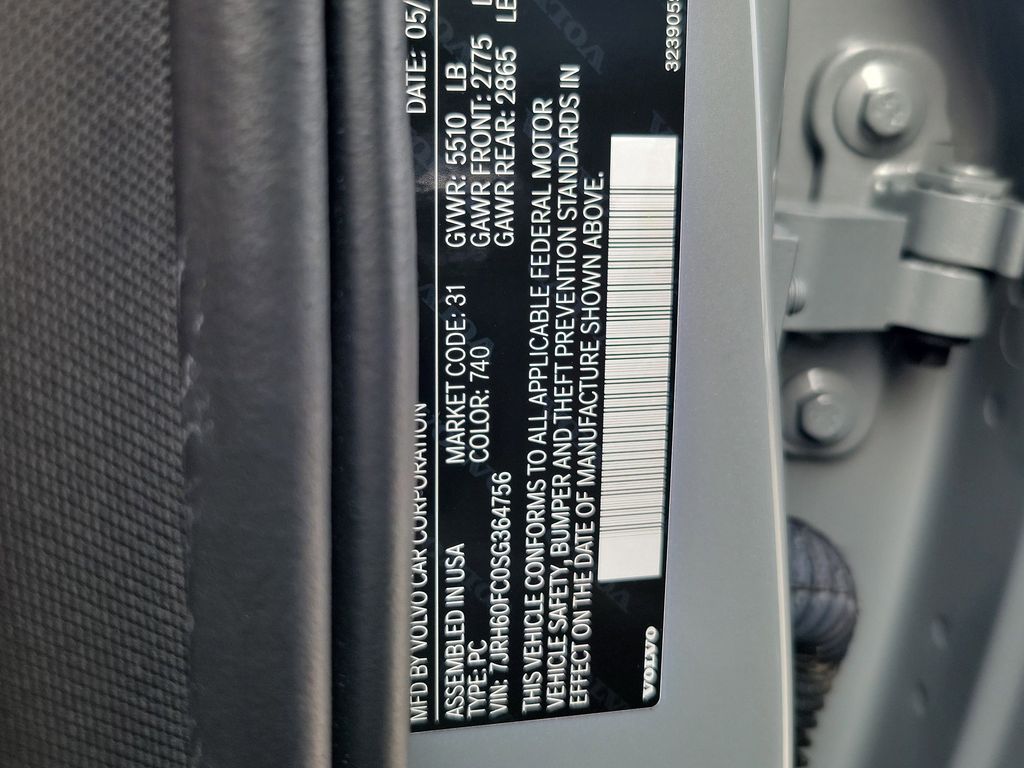 MFD BY VOLVO CAR CORPORATION DATE: 05/
ASSEMBLED IN USA MARKET CODE: 31 GVWR: 5510 LB
TYPE: PC COLOR: 740 GAWR FRONT: 2775
VIN: 7JRH60FC0SG364756 GAWR REAR: 2865
THIS VEHICLE CONFORMS TO ALL APPLICABLE FEDERAL MOTOR
VEHICLE SAFETY, BUMPER AND THEFT PREVENTION STANDARDS IN
EFFECT ON THE DATE OF MANUFACTURE SHOWN ABOVE.
VOLVO 323905